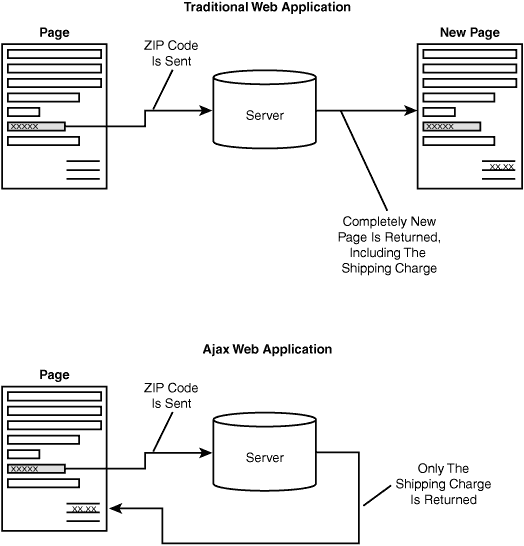 Traditional Web Application
Page
New Page
ZIP Code
Is Sent
Server
XXXXX
XXXXX
XX.XX
Completely New
Page Is Returned,
Including The
Shipping Charge
Ajax Web Application
Page
ZIP Code
Is Sent
Server
XXXXX
XX.XX
Only The
Shipping Charge
Is Returned